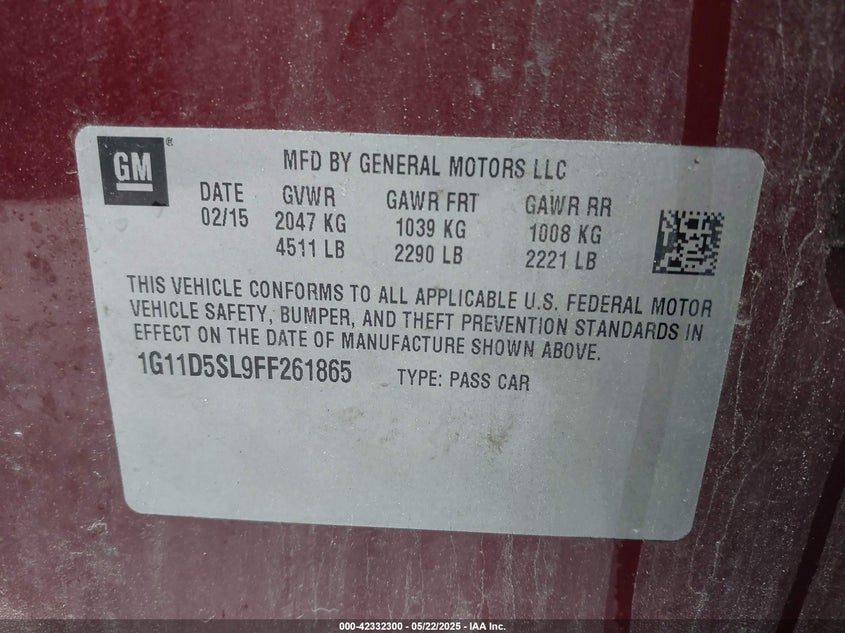 GM ®
MFD BY GENERAL MOTORS LLC
DATE GVWR GAWR FRT GAWR RR
02/15 2047 KG 1039 KG 1008 KG
4511 LB 2290 LB 2221 LB
THIS VEHICLE CONFORMS TO ALL APPLICABLE U.S. FEDERAL MOTOR
VEHICLE SAFETY, BUMPER, AND THEFT PREVENTION STANDARDS IN
EFFECT ON THE DATE OF MANUFACTURE SHOWN ABOVE.
1G11D5SL9FF261865 TYPE: PASS CAR
000-42332300 - 05/22/2025 - IAA Inc.